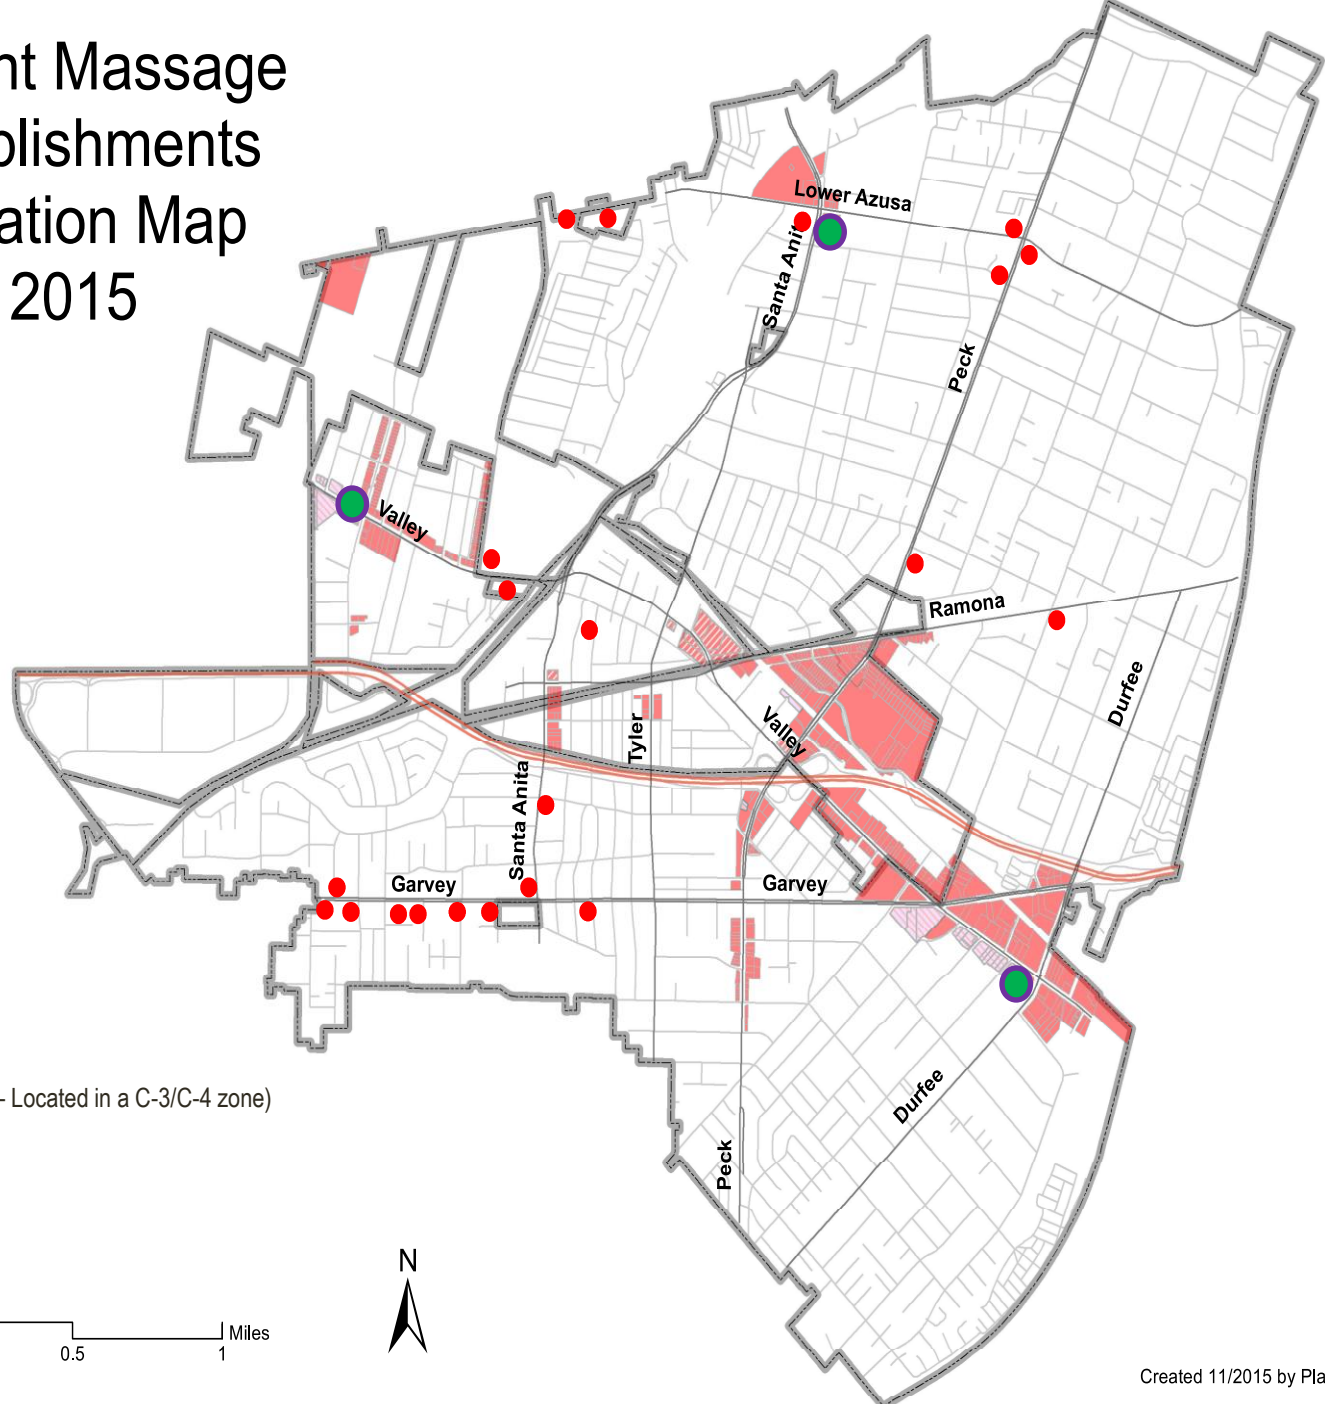 nt Massage
blishments
ation Map
2015
Lower Azusa
Santa Anit
Peck
Valley
Ramona
Durfee
Tyler
Valley
Santa Anita
Garvey
Garvey
Durfee
Peck
- Located in a C-3/C-4 zone)
N
Miles
0.5
1
Created 11/2015 by Pla